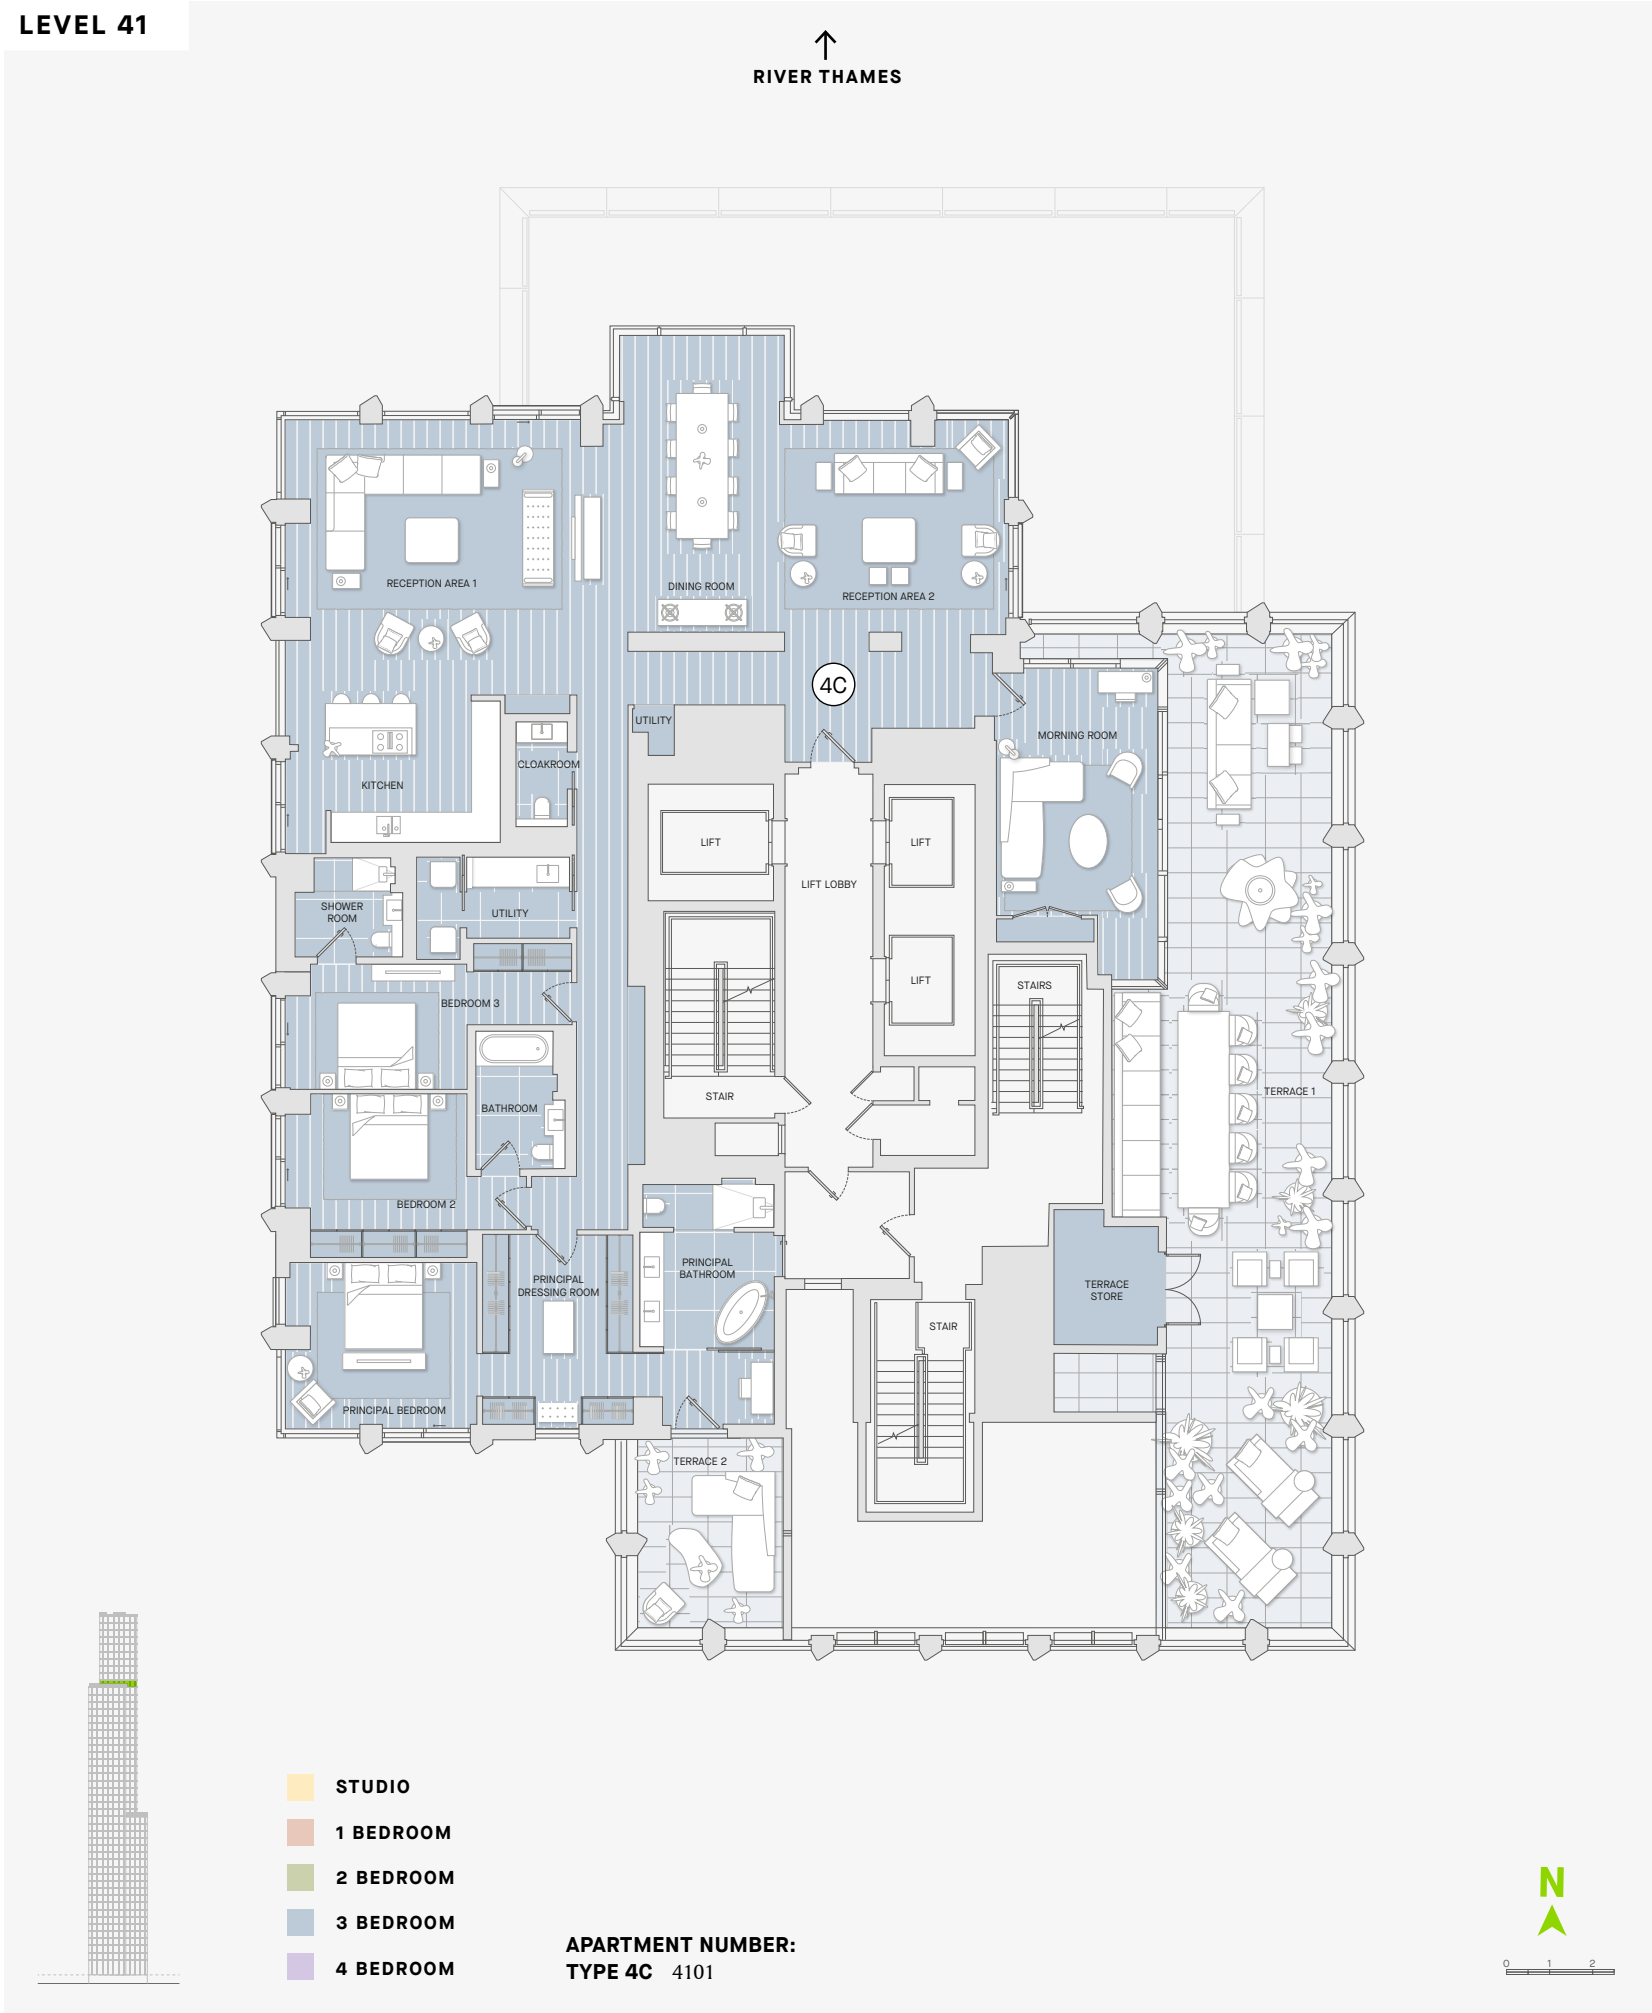 LEVEL 41
RIVER THAMES
RECEPTION AREA 1
DINING ROOM
RECEPTION AREA 2
4C
UTILITY
MORNING ROOM
CLOAKROOM
KITCHEN
LIFT
LIFT
LIFT LOBBY
SHOWER
ROOM
UTILITY
LIFT
STAIRS
BEDROOM 3
STAIR
TERRACE 1
BATHROOM
BEDROOM 2
PRINCIPAL
BATHROOM
PRINCIPAL
DRESSING ROOM
TERRACE
STORE
STAIR
PRINCIPAL BEDROOM
TERRACE 2
STUDIO
1 BEDROOM
2 BEDROOM
3 BEDROOM
4 BEDROOM
APARTMENT NUMBER:
TYPE 4C 4101
N
0 1 2